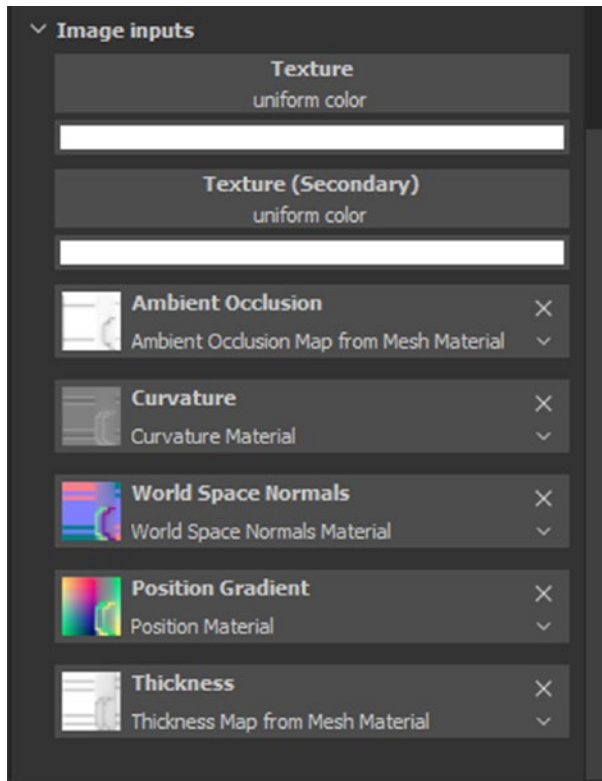 Image inputs
Texture
uniform color
Texture (Secondary)
uniform color
Ambient Occlusion
Ambient Occlusion Map from Mesh Material
Curvature
Curvature Material
World Space Normals
World Space Normals Material
Position Gradient
Position Material
Thickness
Thickness Map from Mesh Material